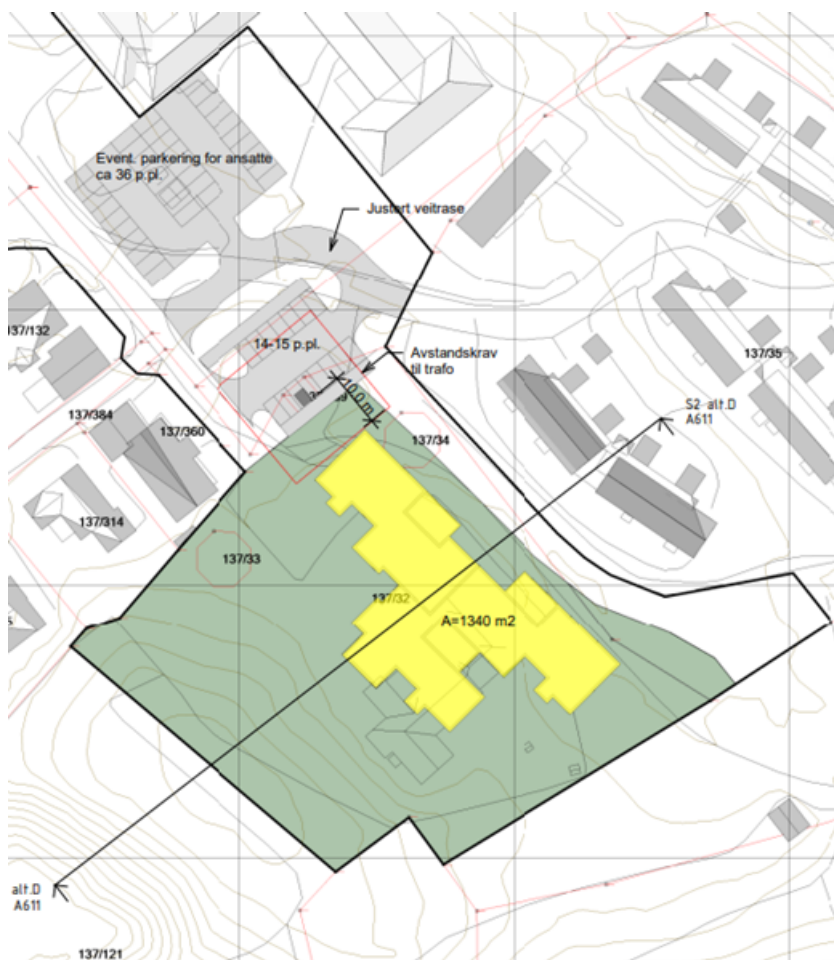 Event. parkering for ansatte
ca 36 p.pl.
Justert veitrase
137/132
14-15 p.pl.
Avstandskrav
til trafo
137/35
10,0 m
137/384
137/360
137/34
S2 alt.D
A611
137/314
137/33
137/32
A=1340 m2
alt.D
A611
137/121